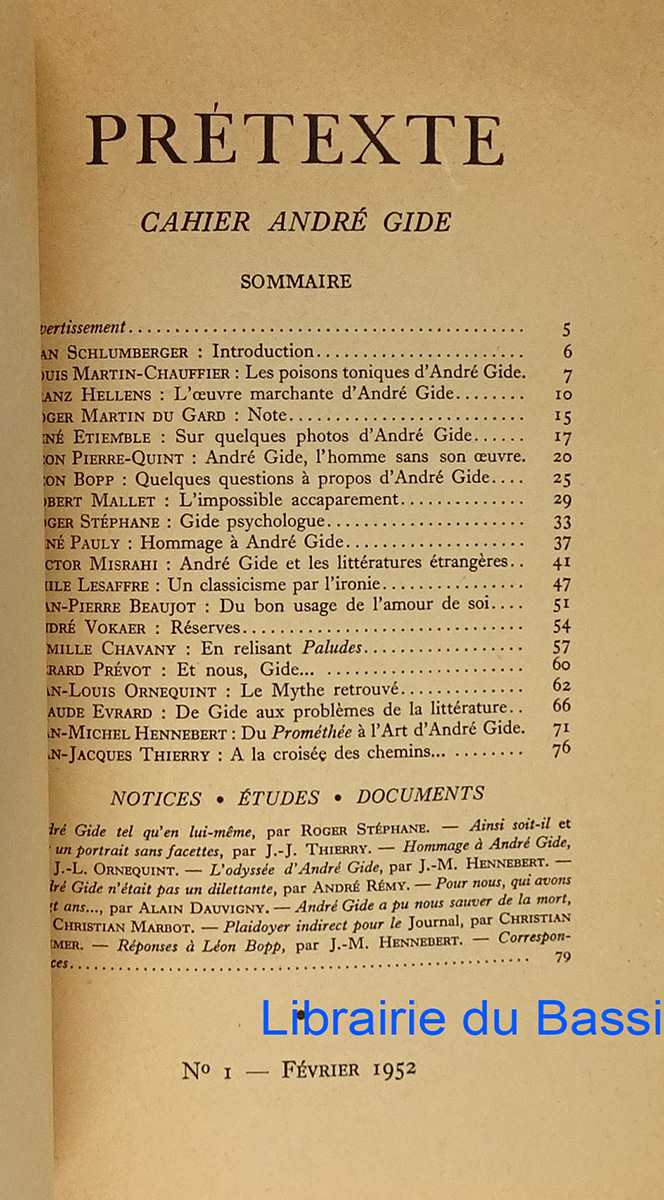 PRÉTEXTE
CAHIER ANDRÉ GIDE
SOMMAIRE
vertissement........................................... 5
AN SCHLUMBERGER : Introduction....................... 6
OUIS MARTIN-CHAUFFIER : Les poisons toniques d'André Gide. 7
ANZ HELLENS : L'œuvre marchante d'André Gide........ 10
OGER MARTIN DU GARD : Note.......................... 15
NÉ ETIEMBLE : Sur quelques photos d'André Gide...... 17
ON PIERRE-QUINT : André Gide, l'homme sans son œuvre. 20
ON BOPP : Quelques questions à propos d'André Gide.... 25
OBERT MALLET : L'impossible accaparement.............. 29
OGER STÉPHANE : Gide psychologue...................... 33
NÉ PAULY : Hommage à André Gide.................... 37
CTOR MISRAHI : André Gide et les littératures étrangères.. 41
ILE LESAFFRE : Un classicisme par l'ironie................ 47
AN-PIERRE BEAUJOT : Du bon usage de l'amour de soi.... 51
DRÉ VOKAER : Réserves............................... 54
MILLE CHAVANY : En relisant Paludes.................. 57
ÉRARD PRÉVOT : Et nous, Gide... ..................... 60
AN-LOUIS ORNEQUINT : Le Mythe retrouvé.............. 62
AUDE EVRARD : De Gide aux problèmes de la littérature.. 66
AN-MICHEL HENNEBERT : Du Prométhée à l'Art d'André Gide. 71
AN-JACQUES THIERRY : A la croisée des chemins... ........ 76
NOTICES • ÉTUDES • DOCUMENTS
dré Gide tel qu'en lui-même, par ROGER STÉPHANE. — Ainsi soit-il et
un portrait sans facettes, par J.-J. THIERRY. — Hommage à André Gide,
J.-L. ORNEQUINT. — L'odyssée d'André Gide, par J.-M. HENNEBERT. —
dré Gide n'était pas un dilettante, par ANDRÉ RÉMY. — Pour nous, qui avons
t ans..., par ALAIN DAUVIGNY. — André Gide a pu nous sauver de la mort,
CHRISTIAN MARBOT. — Plaidoyer indirect pour le Journal, par CHRISTIAN
MER. — Réponses à Léon Bopp, par J.-M. HENNEBERT. — Correspon-
ces.................................................. 79
Librairie du Bassi
Nº 1 — FÉVRIER 1952